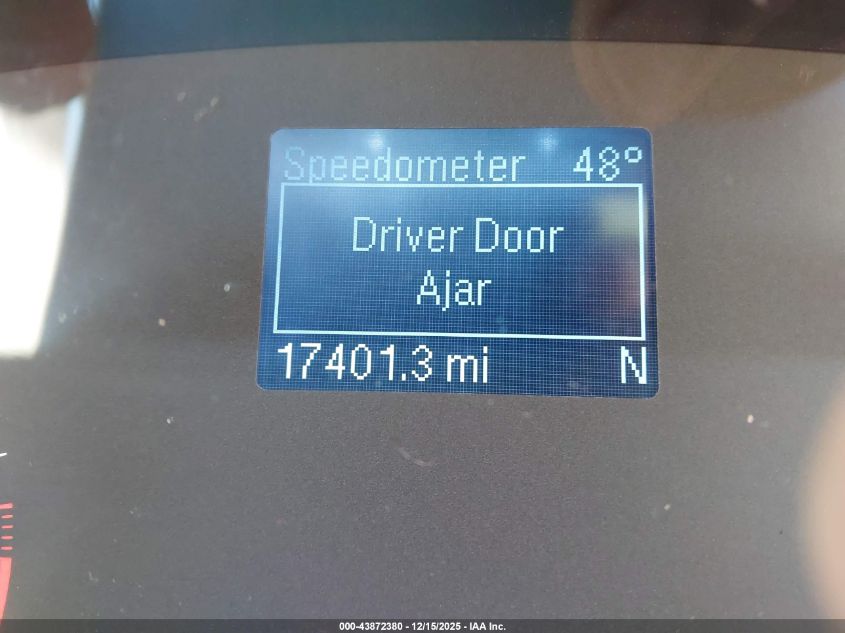 Speedometer 48°
Driver Door
Ajar
17401.3 mi N
000-43872380 - 12/15/2025 - IAA Inc.